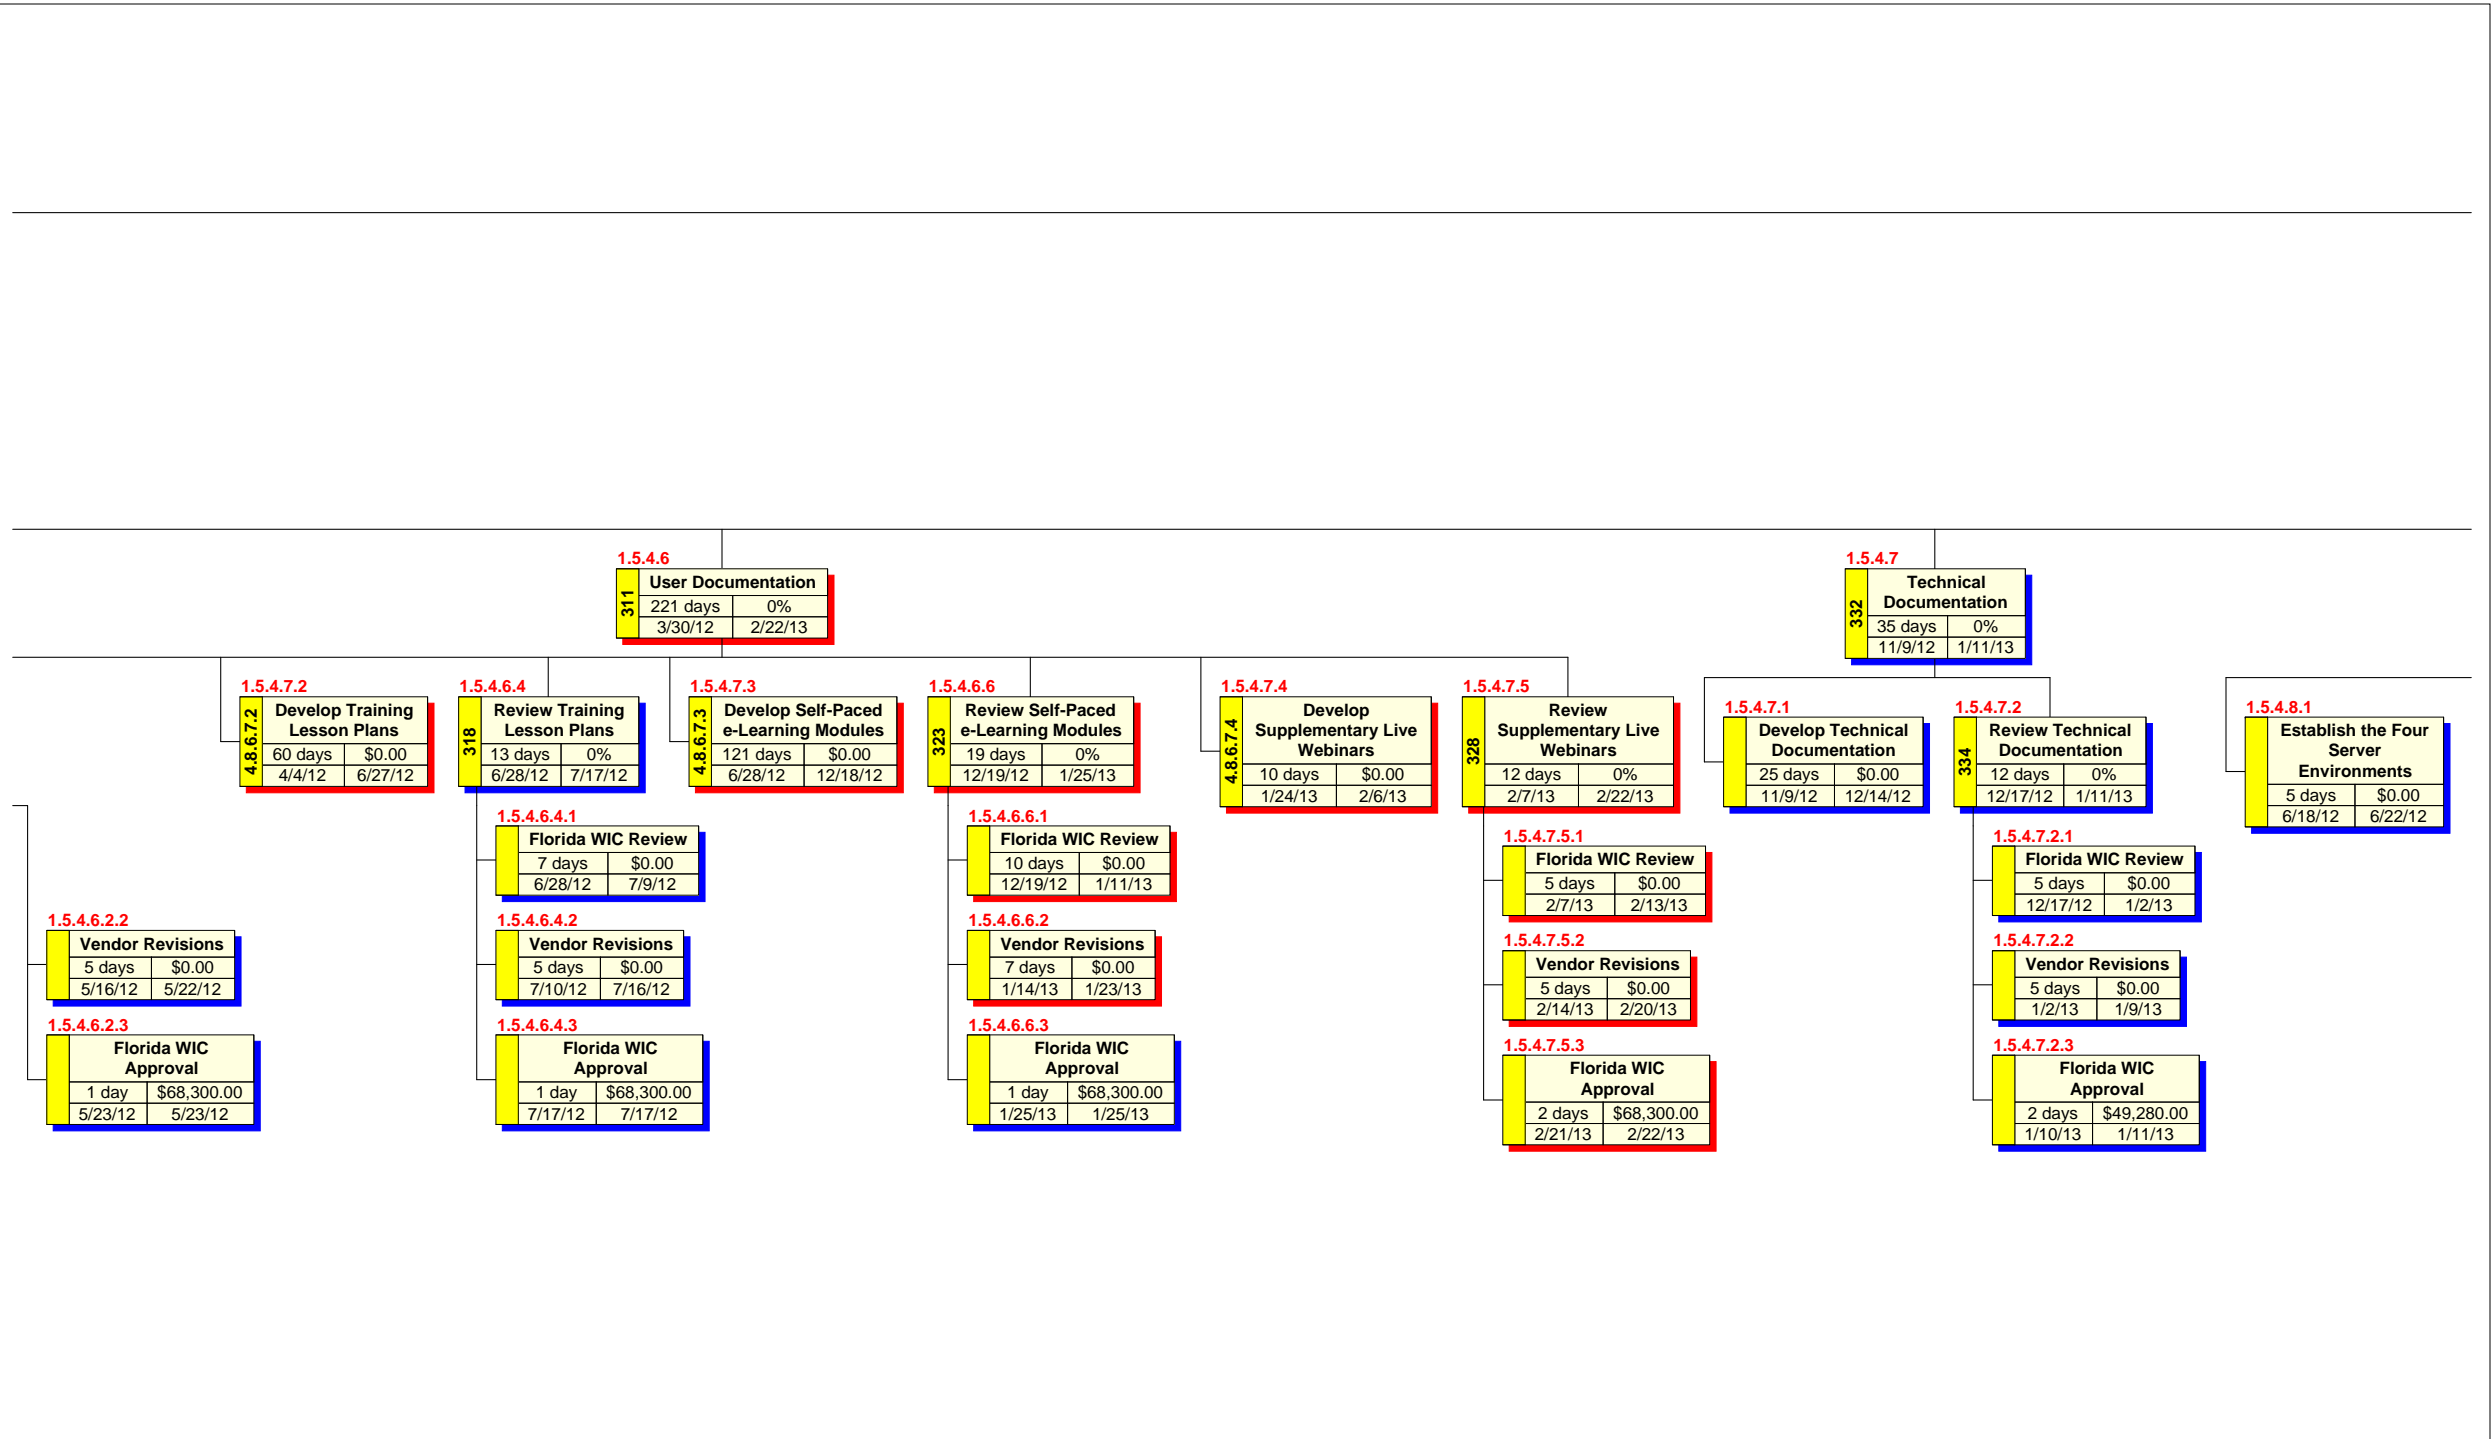 1.5.4.6
311
User Documentation
221 days 0%
3/30/12 2/22/13
1.5.4.7
332
Technical
Documentation
35 days 0%
11/9/12 1/11/13
1.5.4.7.2
4.8.6.7.2
Develop Training
Lesson Plans
60 days $0.00
4/4/12 6/27/12
1.5.4.6.4
318
Review Training
Lesson Plans
13 days 0%
6/28/12 7/17/12
1.5.4.7.3
4.8.6.7.3
Develop Self-Paced
e-Learning Modules
121 days $0.00
6/28/12 12/18/12
1.5.4.6.6
323
Review Self-Paced
e-Learning Modules
19 days 0%
12/19/12 1/25/13
1.5.4.7.4
4.8.6.7.4
Develop
Supplementary Live
Webinars
10 days $0.00
1/24/13 2/6/13
1.5.4.7.5
328
Review
Supplementary Live
Webinars
12 days 0%
2/7/13 2/22/13
1.5.4.7.1
Develop Technical
Documentation
25 days $0.00
11/9/12 12/14/12
1.5.4.7.2
334
Review Technical
Documentation
12 days 0%
12/17/12 1/11/13
1.5.4.8.1
Establish the Four
Server
Environments
5 days $0.00
6/18/12 6/22/12
1.5.4.6.2.2
Vendor Revisions
5 days $0.00
5/16/12 5/22/12
1.5.4.6.2.3
Florida WIC
Approval
1 day $68,300.00
5/23/12 5/23/12
1.5.4.6.4.1
Florida WIC Review
7 days $0.00
6/28/12 7/9/12
1.5.4.6.4.2
Vendor Revisions
5 days $0.00
7/10/12 7/16/12
1.5.4.6.4.3
Florida WIC
Approval
1 day $68,300.00
7/17/12 7/17/12
1.5.4.6.6.1
Florida WIC Review
10 days $0.00
12/19/12 1/11/13
1.5.4.6.6.2
Vendor Revisions
7 days $0.00
1/14/13 1/23/13
1.5.4.6.6.3
Florida WIC
Approval
1 day $68,300.00
1/25/13 1/25/13
1.5.4.7.5.1
Florida WIC Review
5 days $0.00
2/7/13 2/13/13
1.5.4.7.5.2
Vendor Revisions
5 days $0.00
2/14/13 2/20/13
1.5.4.7.5.3
Florida WIC
Approval
2 days $68,300.00
2/21/13 2/22/13
1.5.4.7.2.1
Florida WIC Review
5 days $0.00
12/17/12 1/2/13
1.5.4.7.2.2
Vendor Revisions
5 days $0.00
1/2/13 1/9/13
1.5.4.7.2.3
Florida WIC
Approval
2 days $49,280.00
1/10/13 1/11/13